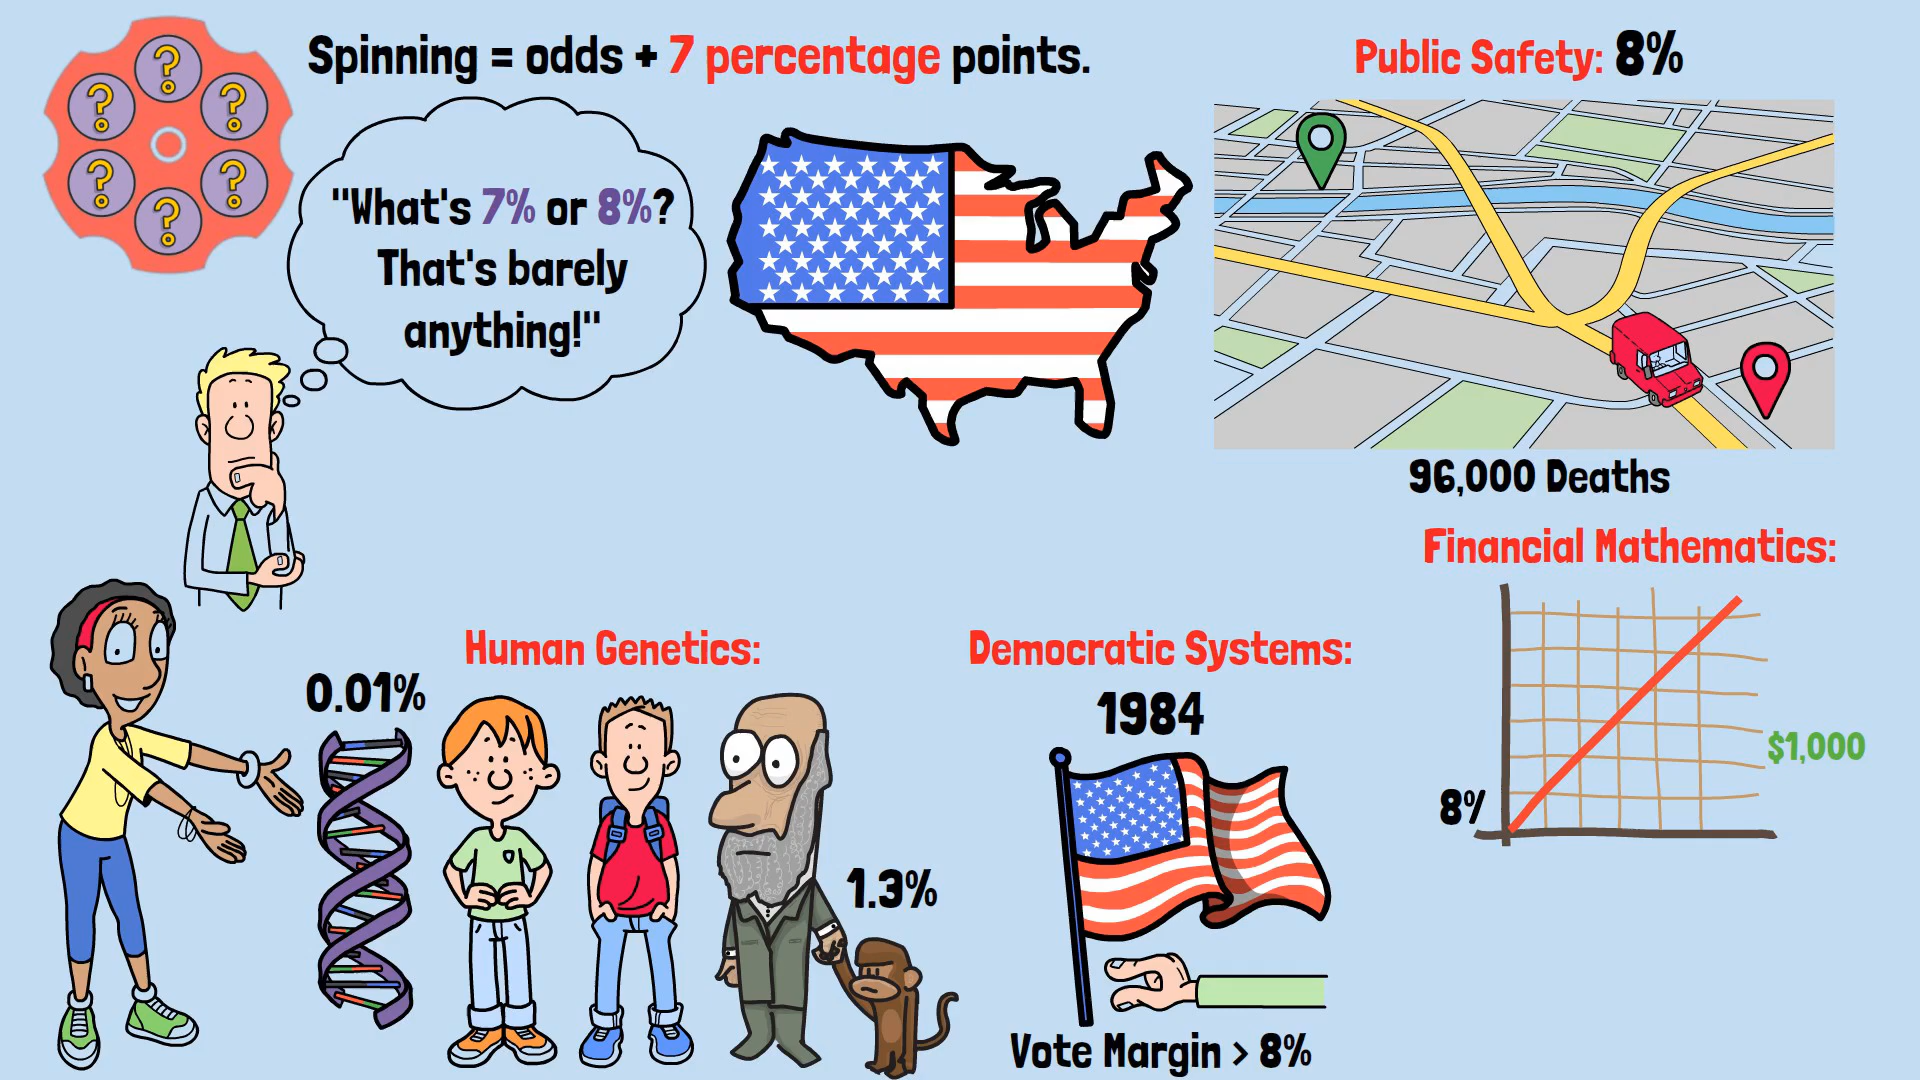 Spinning = odds + 7 percentage points.
"What's 7% or 8%?
That's barely
anything!"
Public Safety: 8%
96,000 Deaths
Financial Mathematics:
$1,000
8%
Human Genetics:
0.01%
1.3%
Democratic Systems:
1984
Vote Margin > 8%
? ? ? ? ? ?